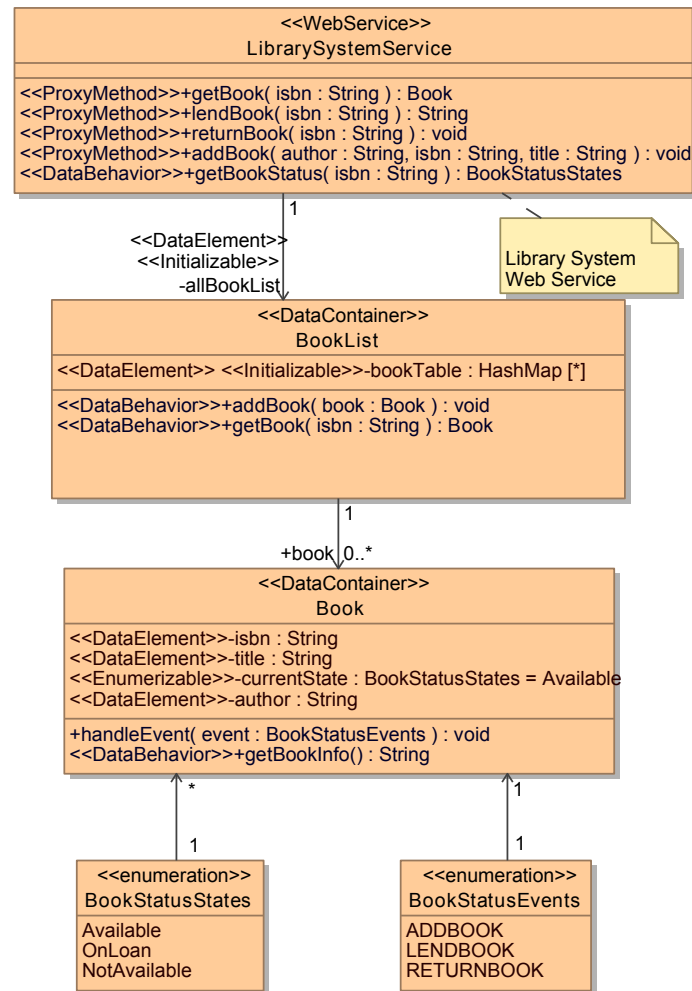 <<WebService>>
LibrarySystemService
<<ProxyMethod>>+getBook( isbn : String ) : Book
<<ProxyMethod>>+lendBook( isbn : String ) : String
<<ProxyMethod>>+returnBook( isbn : String ) : void
<<ProxyMethod>>+addBook( author : String, isbn : String, title : String ) : void
<<DataBehavior>>+getBookStatus( isbn : String ) : BookStatusStates
1
<<DataElement>>
<<Initializable>>
-allBookList
Library System
Web Service
<<DataContainer>>
BookList
<<DataElement>> <<Initializable>>-bookTable : HashMap [*]
<<DataBehavior>>+addBook( book : Book ) : void
<<DataBehavior>>+getBook( isbn : String ) : Book
1
+book 0..*
<<DataContainer>>
Book
<<DataElement>>-isbn : String
<<DataElement>>-title : String
<<Enumerizable>>-currentState : BookStatusStates = Available
<<DataElement>>-author : String
+handleEvent( event : BookStatusEvents ) : void
<<DataBehavior>>+getBookInfo() : String
* 1
1 1
<<enumeration>>
BookStatusStates
Available
OnLoan
NotAvailable
<<enumeration>>
BookStatusEvents
ADDBOOK
LENDBOOK
RETURNBOOK